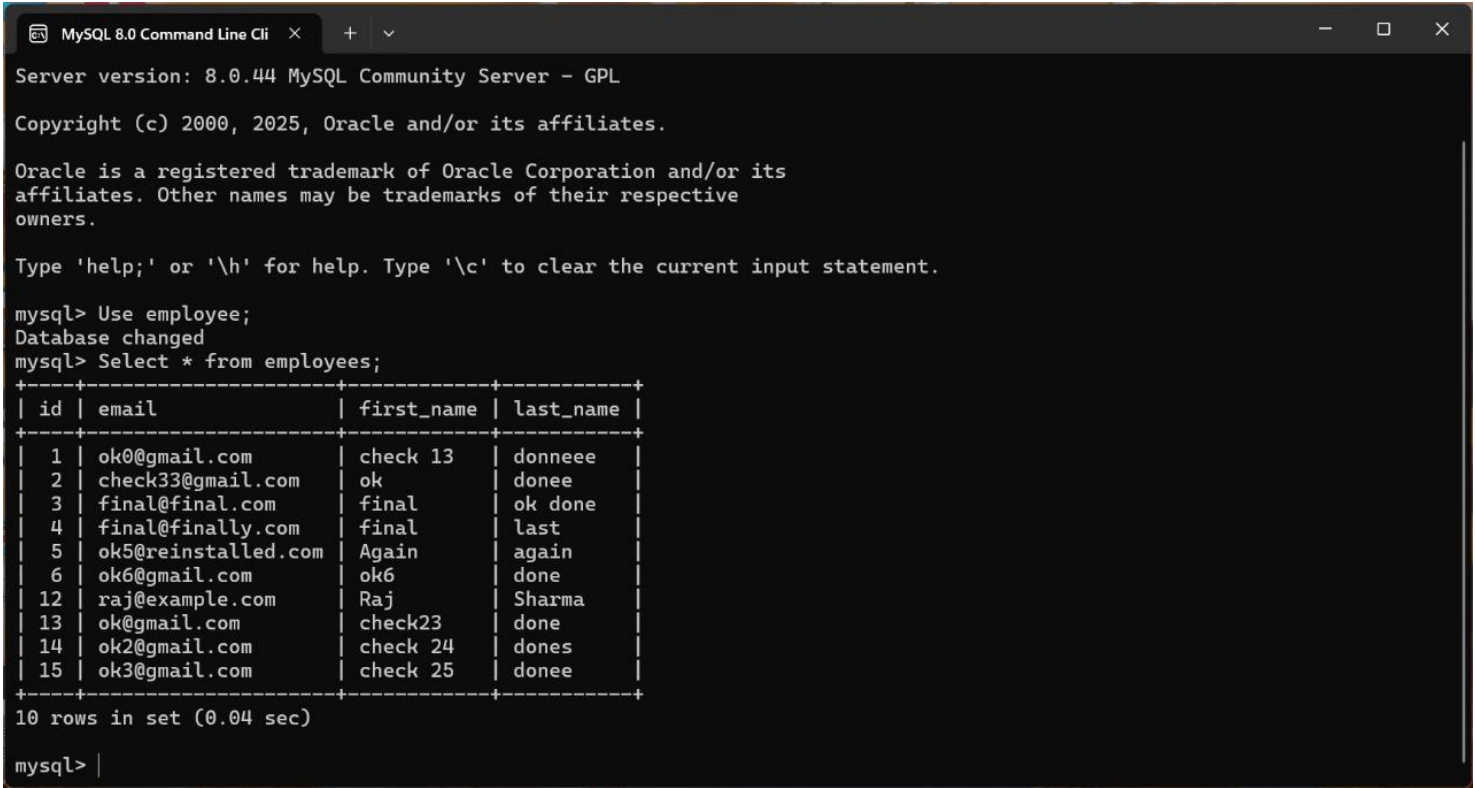 MySQL 8.0 Command Line Cli
Server version: 8.0.44 MySQL Community Server - GPL
Copyright (c) 2000, 2025, Oracle and/or its affiliates.
Oracle is a registered trademark of Oracle Corporation and/or its
affiliates. Other names may be trademarks of their respective
owners.
Type 'help;' or '\h' for help. Type '\c' to clear the current input statement.
mysql> Use employee;
Database changed
mysql> Select * from employees;
+----+---------------------+------------+-----------+
| id | email               | first_name | last_name |
+----+---------------------+------------+-----------+
|  1 | ok0@gmail.com       | check 13   | donneee   |
|  2 | check33@gmail.com   | ok         | donee     |
|  3 | final@final.com     | final      | ok done   |
|  4 | final@finally.com   | final      | last      |
|  5 | ok5@reinstalled.com | Again      | again     |
|  6 | ok6@gmail.com       | ok6        | done      |
| 12 | raj@example.com     | Raj        | Sharma    |
| 13 | ok@gmail.com        | check23    | done      |
| 14 | ok2@gmail.com       | check 24   | dones     |
| 15 | ok3@gmail.com       | check 25   | donee     |
+----+---------------------+------------+-----------+
10 rows in set (0.04 sec)
mysql>